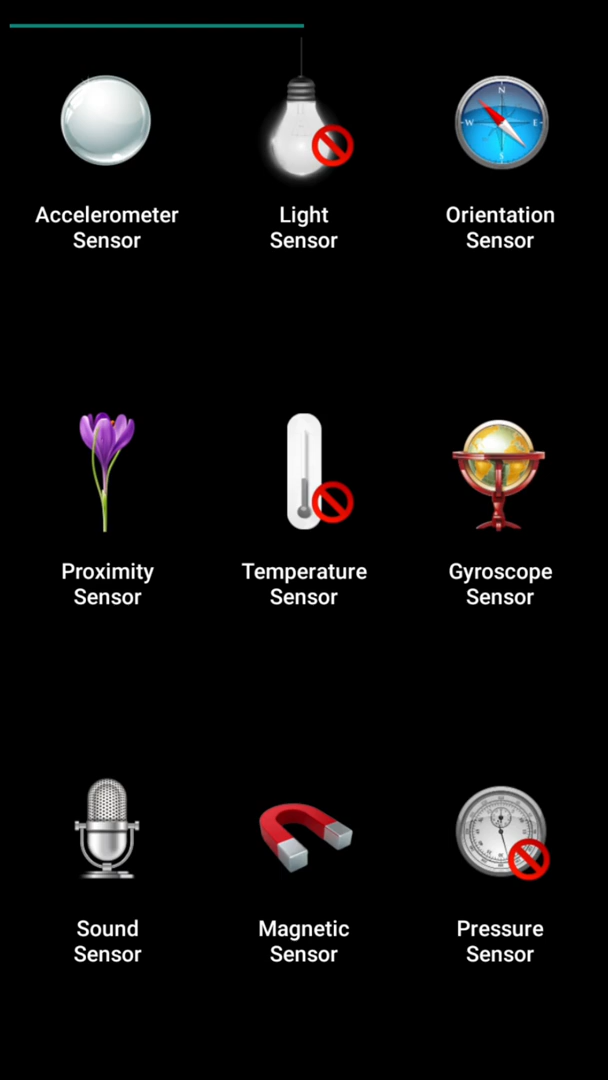 N
W
E
S
Accelerometer
Sensor
Light
Sensor
Orientation
Sensor
Proximity
Sensor
Temperature
Sensor
Gyroscope
Sensor
Sound
Sensor
Magnetic
Sensor
Pressure
Sensor